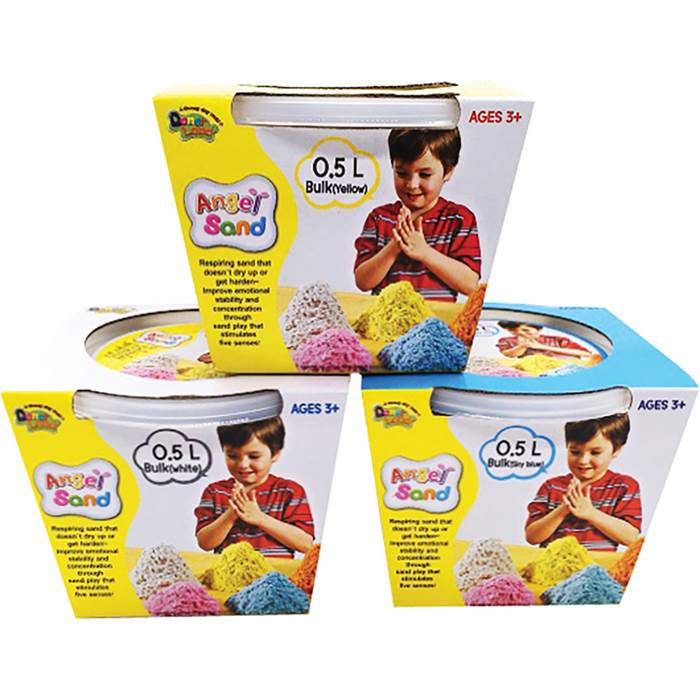 AGES 3+
0.5 L
Bulk(Yellow)
Angel
Sand
Respiring sand that
doesn't dry up or
get harden~
Improve emotional
stability and
concentration
through
sand play that
stimulates
five senses!
AGES 3+
0.5 L
Bulk(white)
Angel
Sand
Respiring sand that
doesn't dry up or
get harden~
Improve emotional
stability and
concentration
through
sand play that
stimulates
five senses!
AGES 3+
0.5 L
Bulk(Sky blue)
Angel
Sand
Respiring sand that
doesn't dry up or
get harden~
Improve emotional
stability and
concentration
through
sand play that
stimulates
five senses!